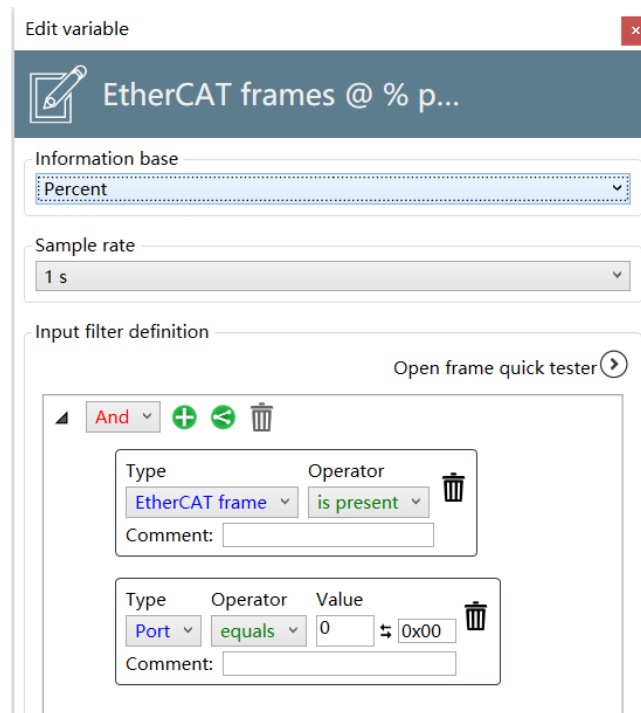 Edit variable
EtherCAT frames @ % p...
Information base
Percent
Sample rate
1 s
Input filter definition
Open frame quick tester
And
Type Operator
EtherCAT frame is present
Comment:
Type Operator Value
Port equals 0 0x00
Comment: